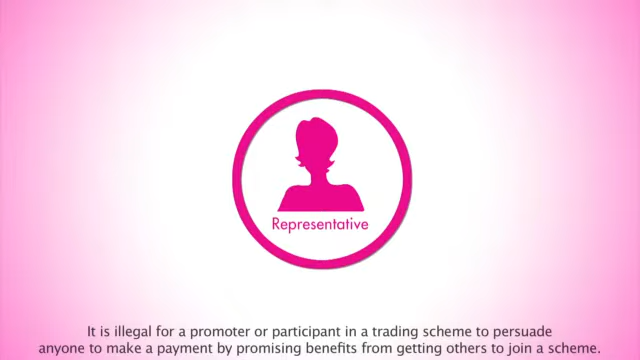 Representative
It is illegal for a promoter or participant in a trading scheme to persuade
anyone to make a payment by promising benefits from getting others to join a scheme.